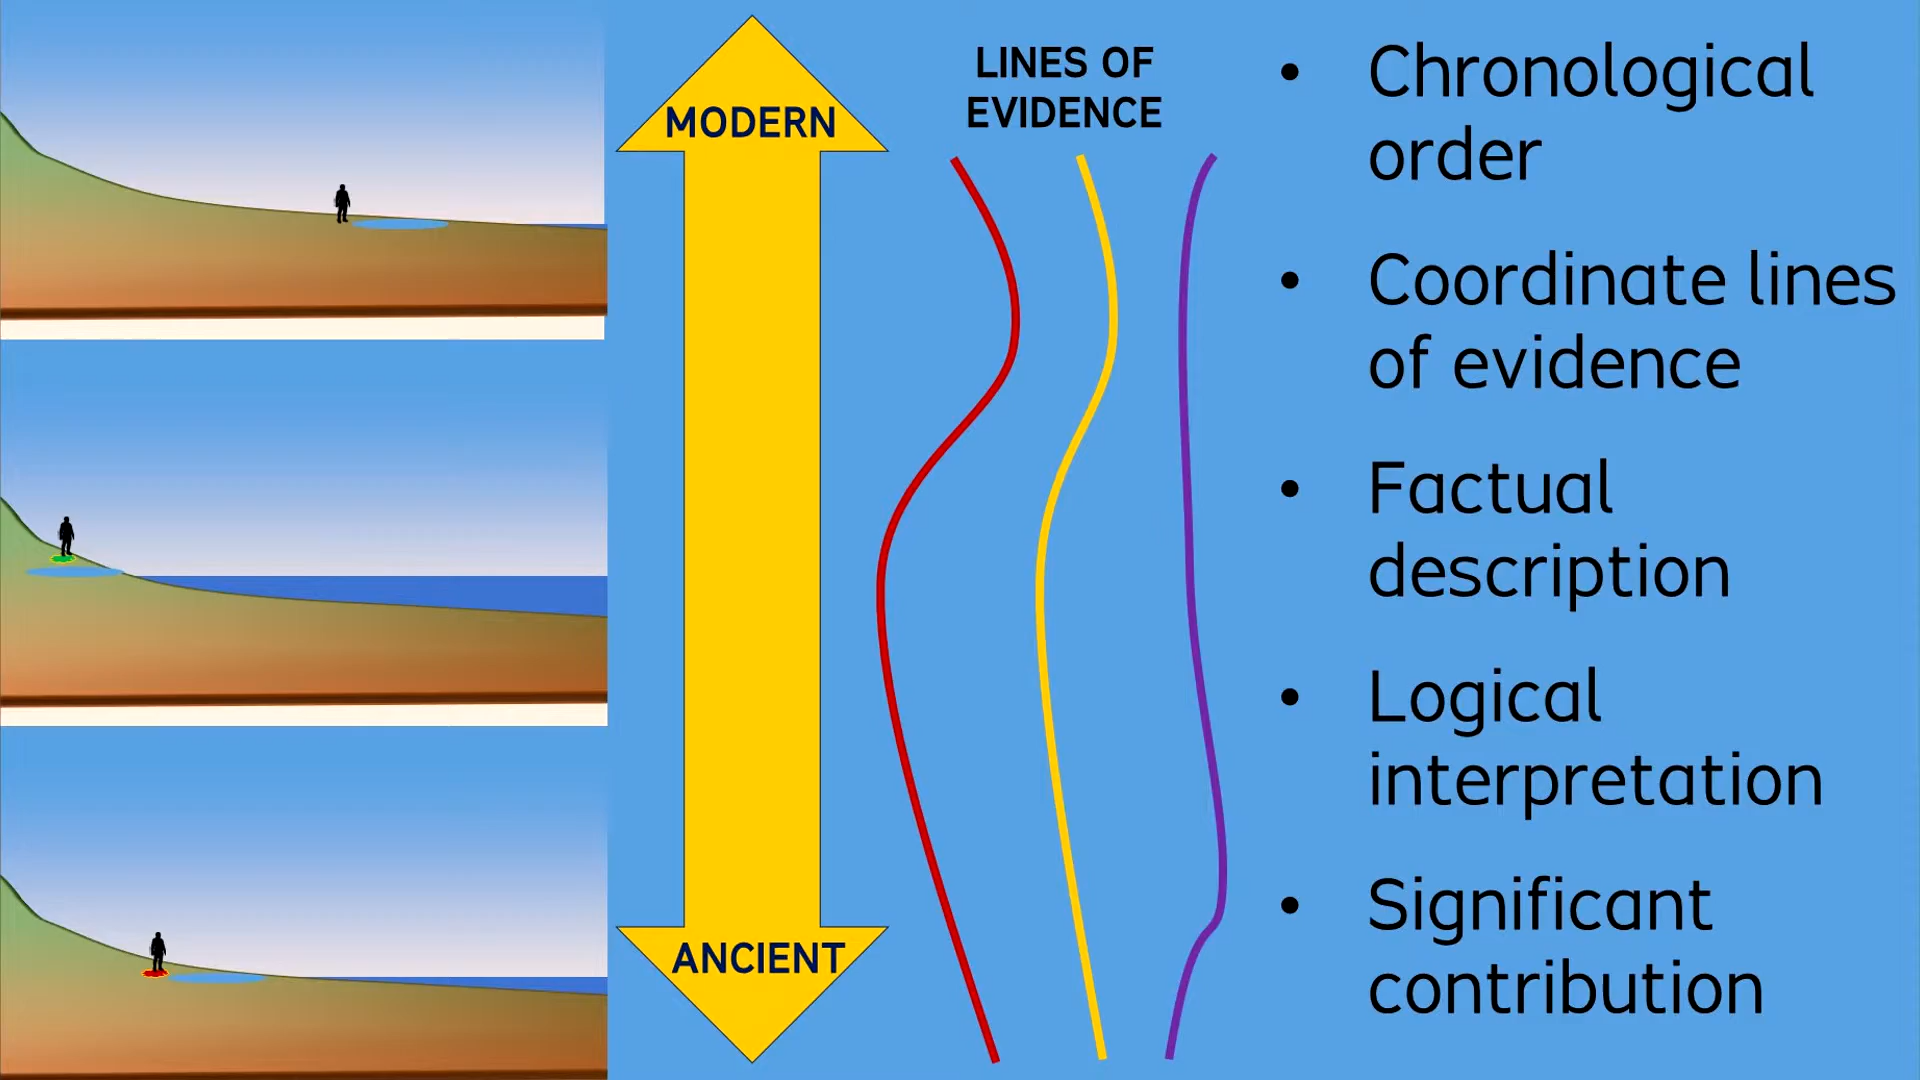 MODERN
ANCIENT
LINES OF
EVIDENCE
• Chronological
order
• Coordinate lines
of evidence
• Factual
description
• Logical
interpretation
• Significant
contribution